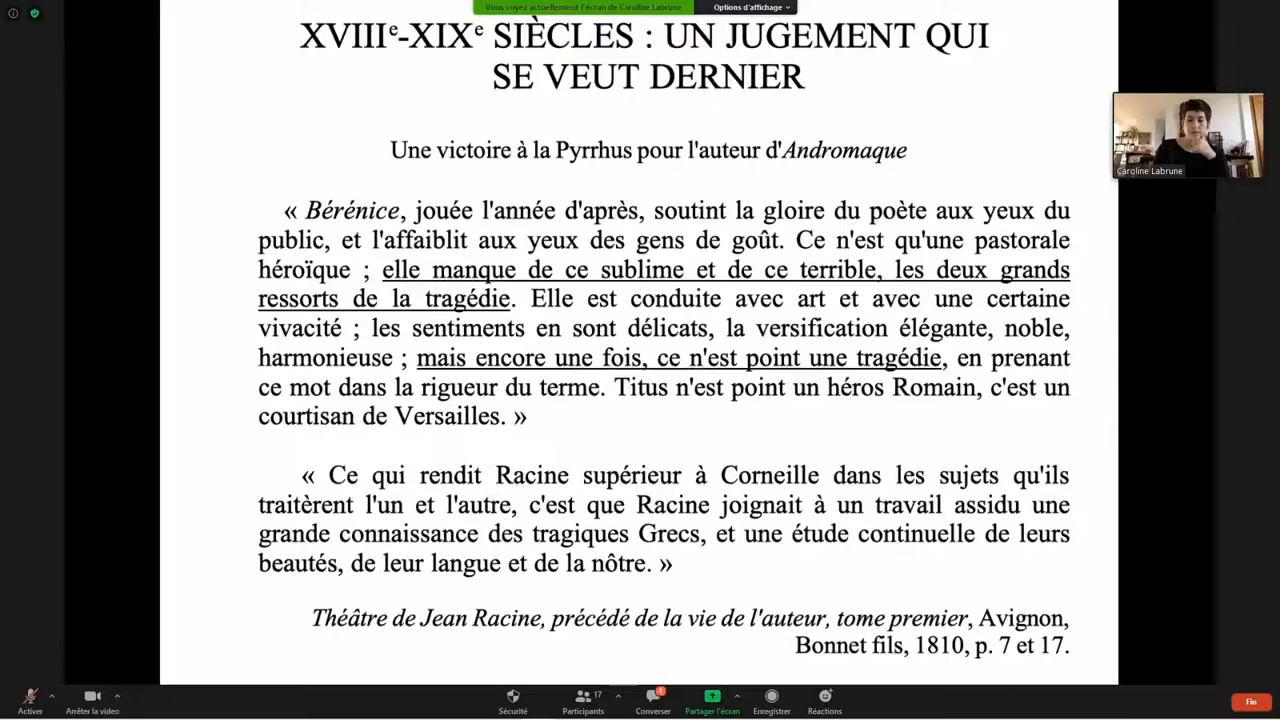 Vous voyez actuellement l'écran de Caroline Labrune
Options d'affichage
XVIIIe-XIXe SIÈCLES : UN JUGEMENT QUI
SE VEUT DERNIER
Une victoire à la Pyrrhus pour l'auteur d'Andromaque
« Bérénice, jouée l'année d'après, soutint la gloire du poète aux yeux du
public, et l'affaiblit aux yeux des gens de goût. Ce n'est qu'une pastorale
héroïque ; elle manque de ce sublime et de ce terrible, les deux grands
ressorts de la tragédie. Elle est conduite avec art et avec une certaine
vivacité ; les sentiments en sont délicats, la versification élégante, noble,
harmonieuse ; mais encore une fois, ce n'est point une tragédie, en prenant
ce mot dans la rigueur du terme. Titus n'est point un héros Romain, c'est un
courtisan de Versailles. »
« Ce qui rendit Racine supérieur à Corneille dans les sujets qu'ils
traitèrent l'un et l'autre, c'est que Racine joignait à un travail assidu une
grande connaissance des tragiques Grecs, et une étude continuelle de leurs
beautés, de leur langue et de la nôtre. »
Théâtre de Jean Racine, précédé de la vie de l'auteur, tome premier, Avignon,
Bonnet fils, 1810, p. 7 et 17.
Caroline Labrune
Activer
Arrêter la video
Sécurité
Participants
17
Converser
1
Partager l'écran
Enregistrer
Réactions
Fin